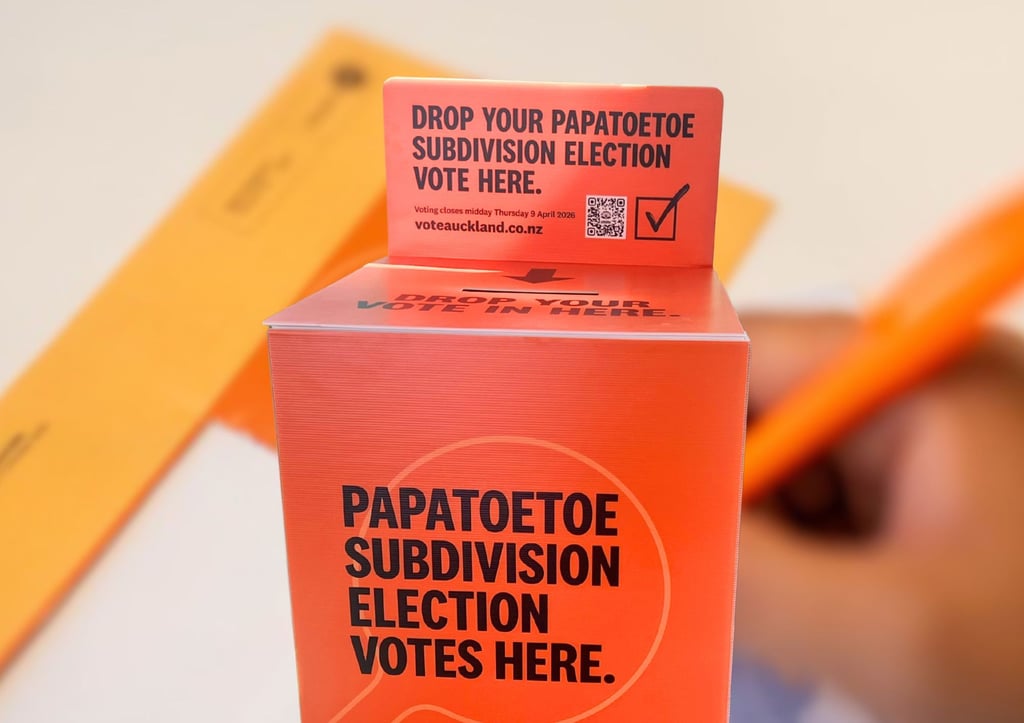 DROP YOUR PAPATOETOE
SUBDIVISION ELECTION
VOTE HERE.
Voting closes midday Thursday 9 April 2026
voteauckland.co.nz
DROP YOUR
VOTE IN HERE.
PAPATOETOE
SUBDIVISION
ELECTION
VOTES HERE.